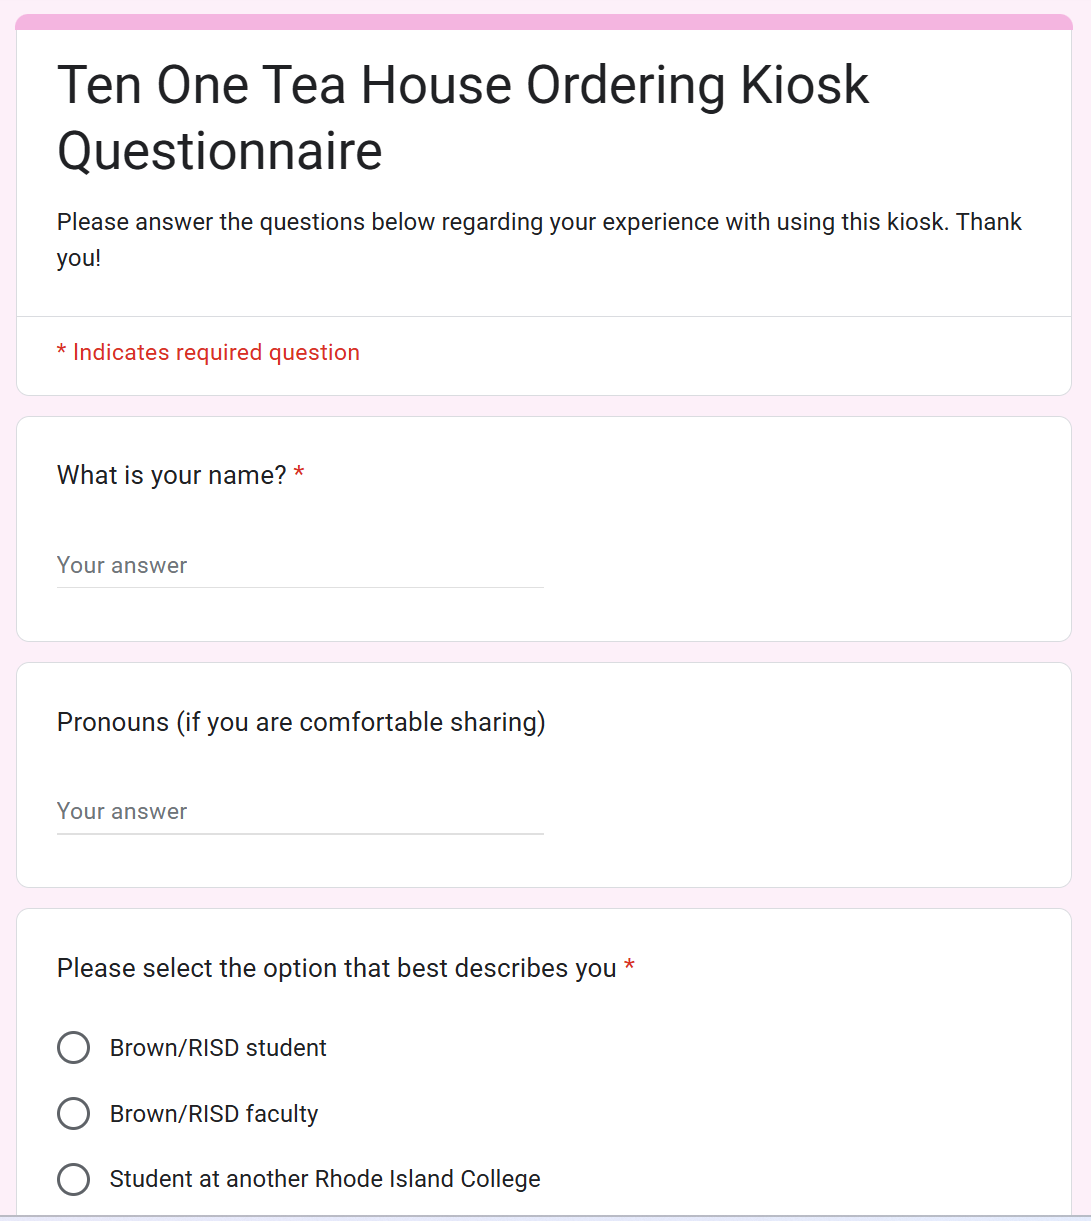 Ten One Tea House Ordering Kiosk
Questionnaire
Please answer the questions below regarding your experience with using this kiosk. Thank
you!
* Indicates required question
What is your name? *
Your answer
Pronouns (if you are comfortable sharing)
Your answer
Please select the option that best describes you *
Brown/RISD student
Brown/RISD faculty
Student at another Rhode Island College